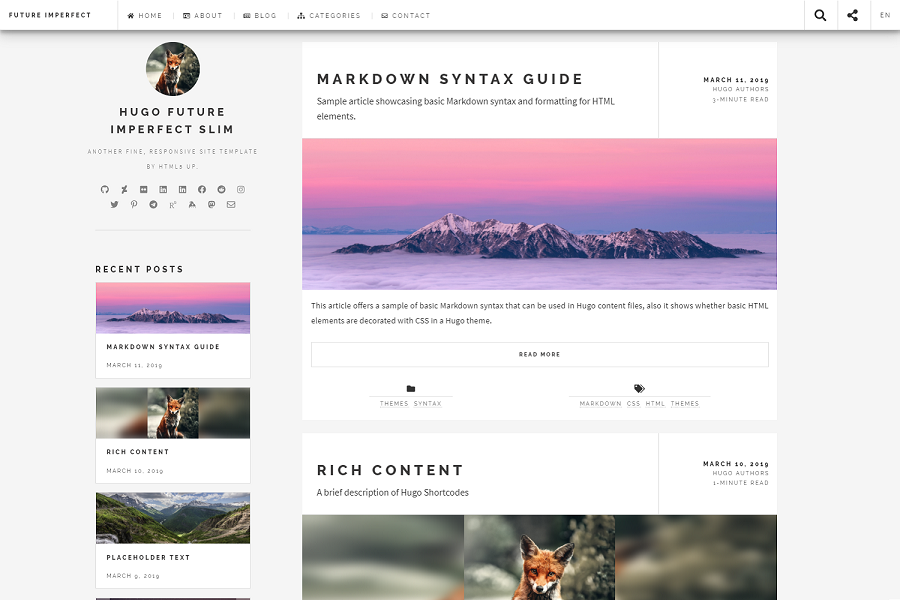 FUTURE IMPERFECT
HOME
ABOUT
BLOG
CATEGORIES
CONTACT
EN
HUGO FUTURE
IMPERFECT SLIM
ANOTHER FINE, RESPONSIVE SITE TEMPLATE
BY HTML5 UP.
RECENT POSTS
MARKDOWN SYNTAX GUIDE
MARCH 11, 2019
RICH CONTENT
MARCH 10, 2019
PLACEHOLDER TEXT
MARCH 9, 2019
MARKDOWN SYNTAX GUIDE
Sample article showcasing basic Markdown syntax and formatting for HTML
elements.
MARCH 11, 2019
HUGO AUTHORS
3-MINUTE READ
This article offers a sample of basic Markdown syntax that can be used in Hugo content files, also it shows whether basic HTML
elements are decorated with CSS in a Hugo theme.
READ MORE
THEMES SYNTAX
MARKDOWN CSS HTML THEMES
RICH CONTENT
A brief description of Hugo Shortcodes
MARCH 10, 2019
HUGO AUTHORS
1-MINUTE READ